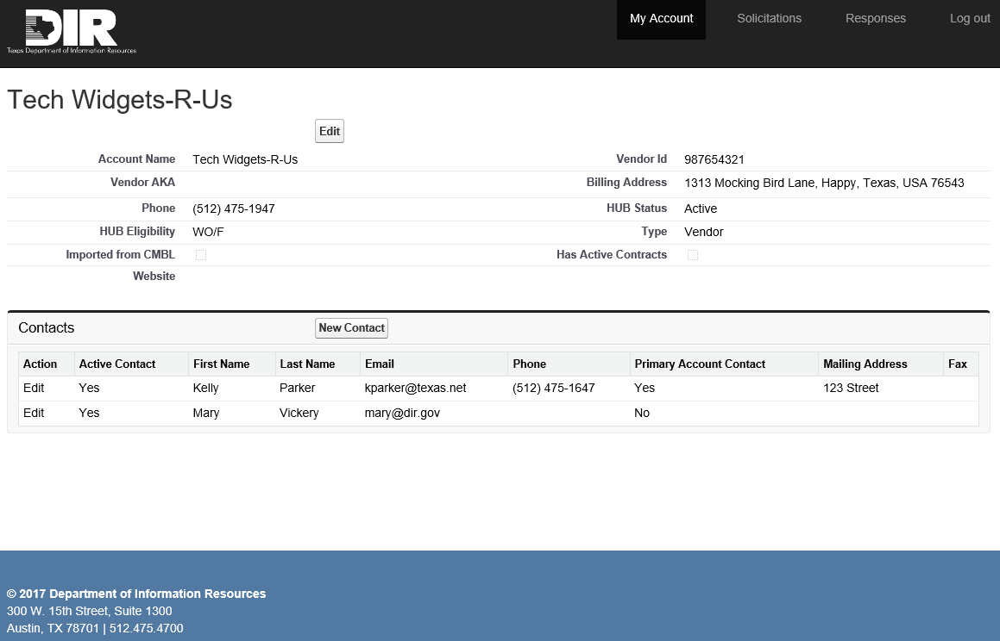 DIR
Texas Department of Information Resources
My Account Solicitations Responses Log out
Tech Widgets-R-Us
Edit
Account Name Tech Widgets-R-Us Vendor Id 987654321
Vendor AKA Billing Address 1313 Mocking Bird Lane, Happy, Texas, USA 76543
Phone (512) 475-1947 HUB Status Active
HUB Eligibility WO/F Type Vendor
Imported from CMBL Has Active Contracts
Website
Contacts New Contact
Action Active Contact First Name Last Name Email Phone Primary Account Contact Mailing Address Fax
Edit Yes Kelly Parker kparker@texas.net (512) 475-1647 Yes 123 Street
Edit Yes Mary Vickery mary@dir.gov No
© 2017 Department of Information Resources
300 W. 15th Street, Suite 1300
Austin, TX 78701 | 512.475.4700